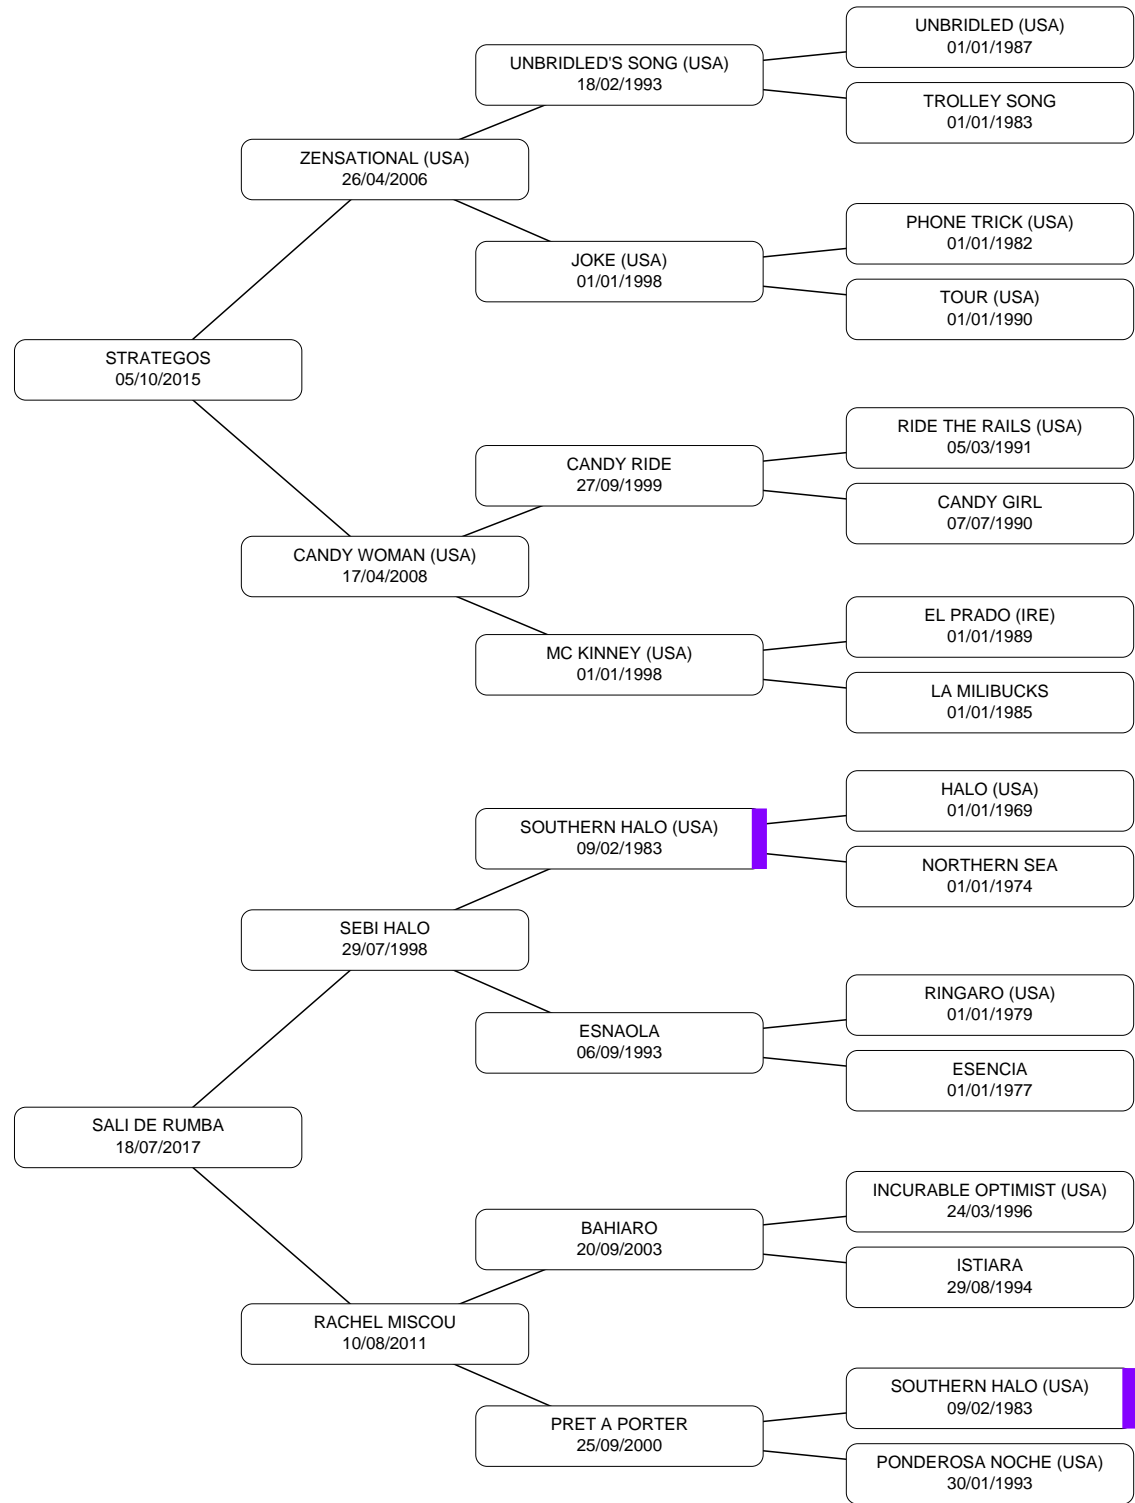 UNBRIDLED (USA)
01/01/1987
UNBRIDLED'S SONG (USA)
18/02/1993
TROLLEY SONG
01/01/1983
ZENSATIONAL (USA)
26/04/2006
PHONE TRICK (USA)
01/01/1982
JOKE (USA)
01/01/1998
TOUR (USA)
01/01/1990
STRATEGOS
05/10/2015
RIDE THE RAILS (USA)
05/03/1991
CANDY RIDE
27/09/1999
CANDY GIRL
07/07/1990
CANDY WOMAN (USA)
17/04/2008
EL PRADO (IRE)
01/01/1989
MC KINNEY (USA)
01/01/1998
LA MILIBUCKS
01/01/1985
HALO (USA)
01/01/1969
SOUTHERN HALO (USA)
09/02/1983
NORTHERN SEA
01/01/1974
SEBI HALO
29/07/1998
RINGARO (USA)
01/01/1979
ESNAOLA
06/09/1993
ESENCIA
01/01/1977
SALI DE RUMBA
18/07/2017
INCURABLE OPTIMIST (USA)
24/03/1996
BAHIARO
20/09/2003
ISTIARA
29/08/1994
RACHEL MISCOU
10/08/2011
SOUTHERN HALO (USA)
09/02/1983
PRET A PORTER
25/09/2000
PONDEROSA NOCHE (USA)
30/01/1993